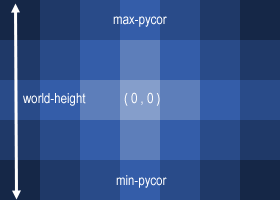 max-pycor
world-height ( 0 , 0 )
min-pycor